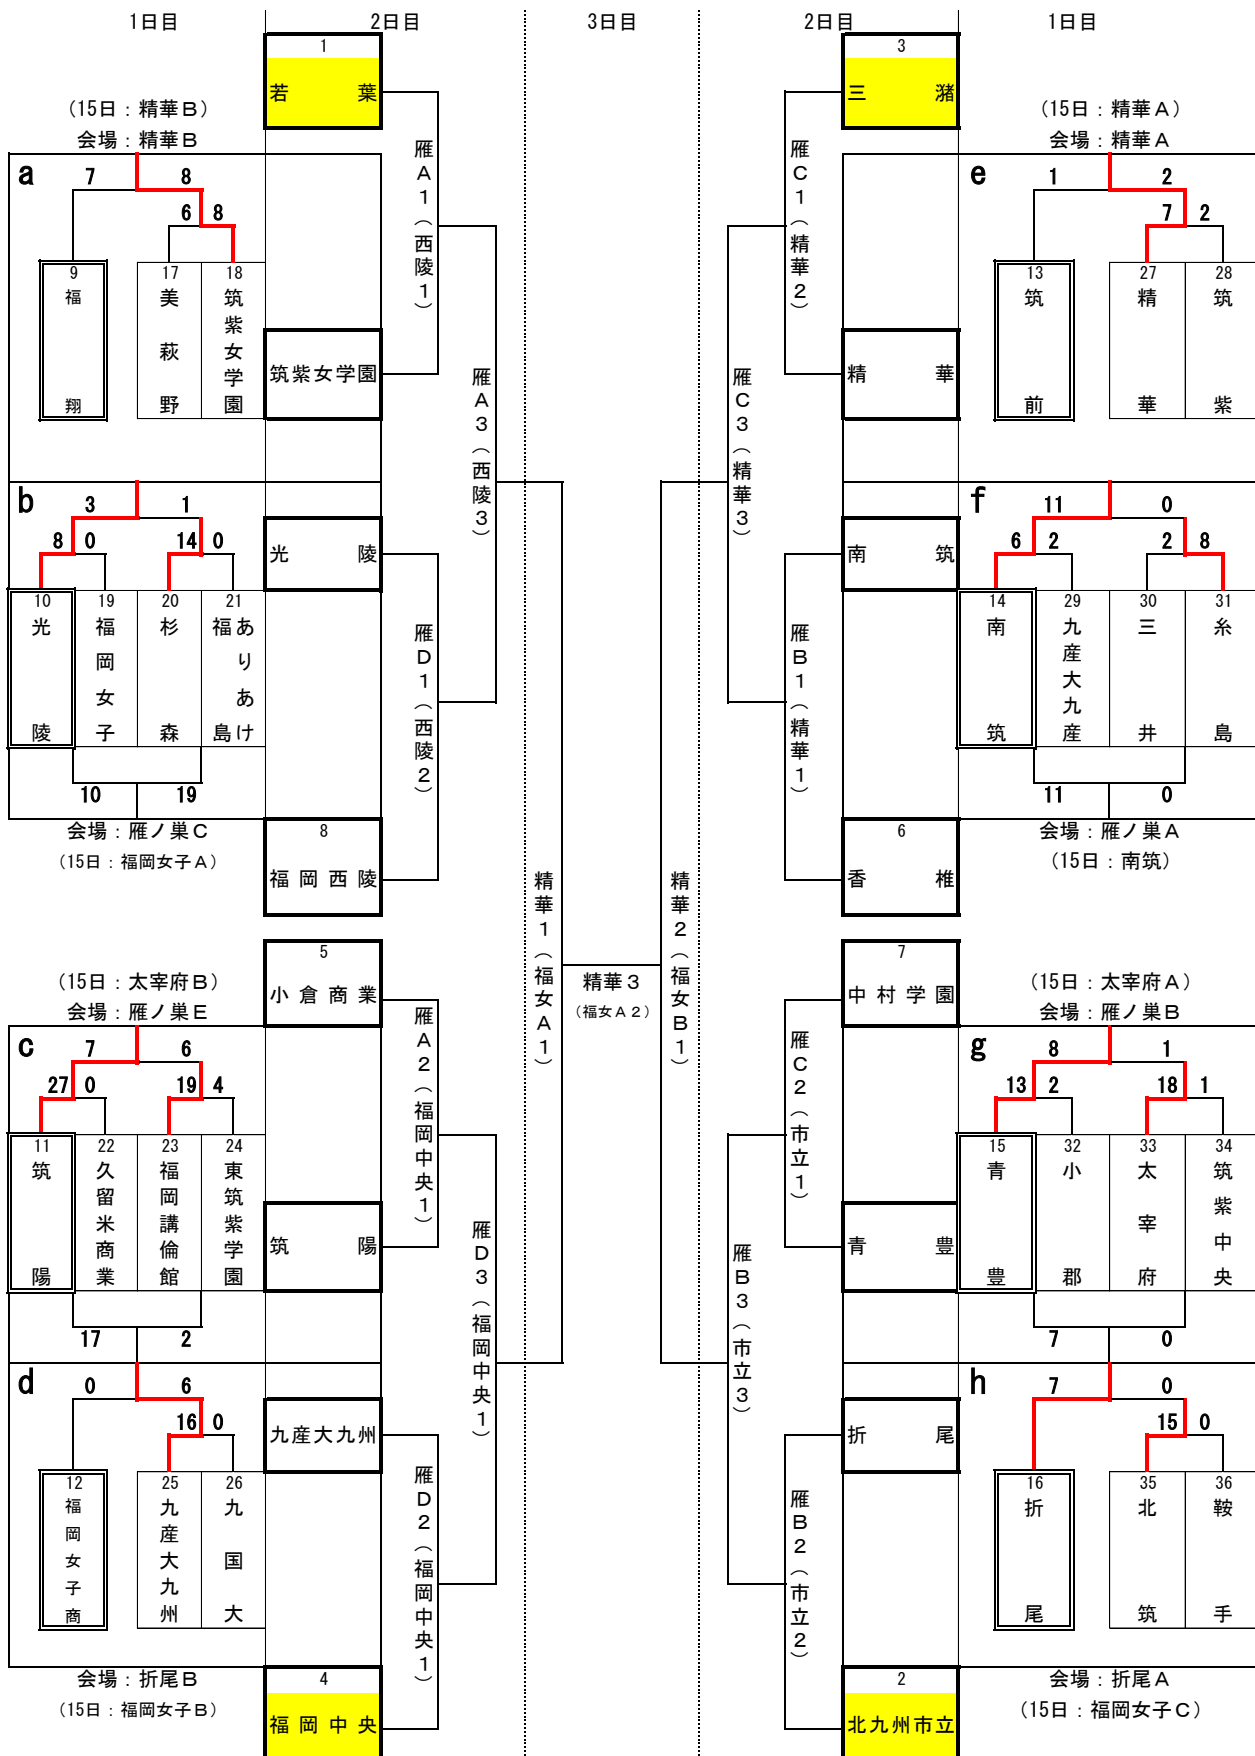 1日目 2日目 3日目 2日目 1日目
1
若葉
(15日：精華Ｂ)
会場：精華Ｂ
a
7 8
6 8
9
福翔
17
美萩野
18
筑紫女学園
筑紫女学園
雁Ａ1（西陵1）
雁Ａ3（西陵3）
b
3 1
8 0 14 0
10
光陵
19
福岡女子
20
杉森
21
ありあけ
福島
10 19
会場：雁ノ巣Ｃ
(15日：福岡女子Ａ)
光陵
雁Ｄ1（西陵2）
8
福岡西陵
5
小倉商業
(15日：太宰府Ｂ)
会場：雁ノ巣Ｅ
c
7 6
27 0 19 4
11
筑陽
22
久留米商業
23
福岡講倫館
24
東筑紫学園
17 2
筑陽
雁Ａ2（福岡中央1）
雁Ｄ3（福岡中央1）
d
0 6
16 0
12
福岡女子商
25
九産大九州
26
九国大
九産大九州
雁Ｄ2（福岡中央1）
会場：折尾Ｂ
(15日：福岡女子Ｂ)
4
福岡中央
精華1（福女Ａ1）
精華3
(福女Ａ2)
精華2（福女Ｂ1）
3
三潴
(15日：精華Ａ)
会場：精華Ａ
e
1 2
7 2
13
筑前
27
精華
28
筑紫
精華
雁Ｃ1（精華2）
雁Ｃ3（精華3）
f
11 0
6 2 2 8
14
南筑
29
九産大九産
30
三井
31
糸島
11 0
会場：雁ノ巣Ａ
(15日：南筑)
南筑
雁Ｂ1（精華1）
6
香椎
7
中村学園
(15日：太宰府Ａ)
会場：雁ノ巣Ｂ
g
8 1
13 2 18 1
15
青豊
32
小郡
33
太宰府
34
筑紫中央
7 0
青豊
雁Ｃ2（市立1）
雁Ｂ3（市立3）
h
7 0
15 0
16
折尾
35
北筑
36
鞍手
折尾
雁Ｂ2（市立2）
会場：折尾Ａ
(15日：福岡女子Ｃ)
2
北九州市立